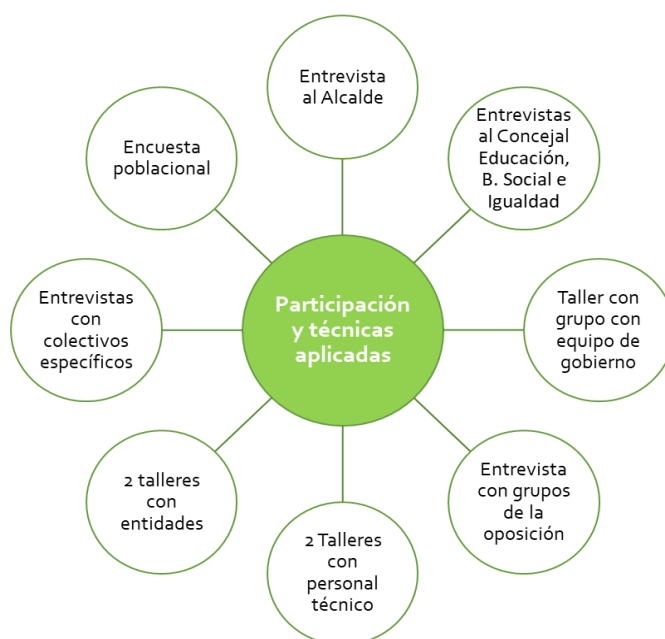 Entrevista
al Alcalde
Entrevistas
al Concejal
Educación,
B. Social e
Igualdad
Taller con
grupo con
equipo de
gobierno
Entrevista
con grupos
de la
oposición
2 Talleres
con
personal
técnico
2 talleres
con
entidades
Entrevistas
con
colectivos
específicos
Encuesta
poblacional
Participación
y técnicas
aplicadas